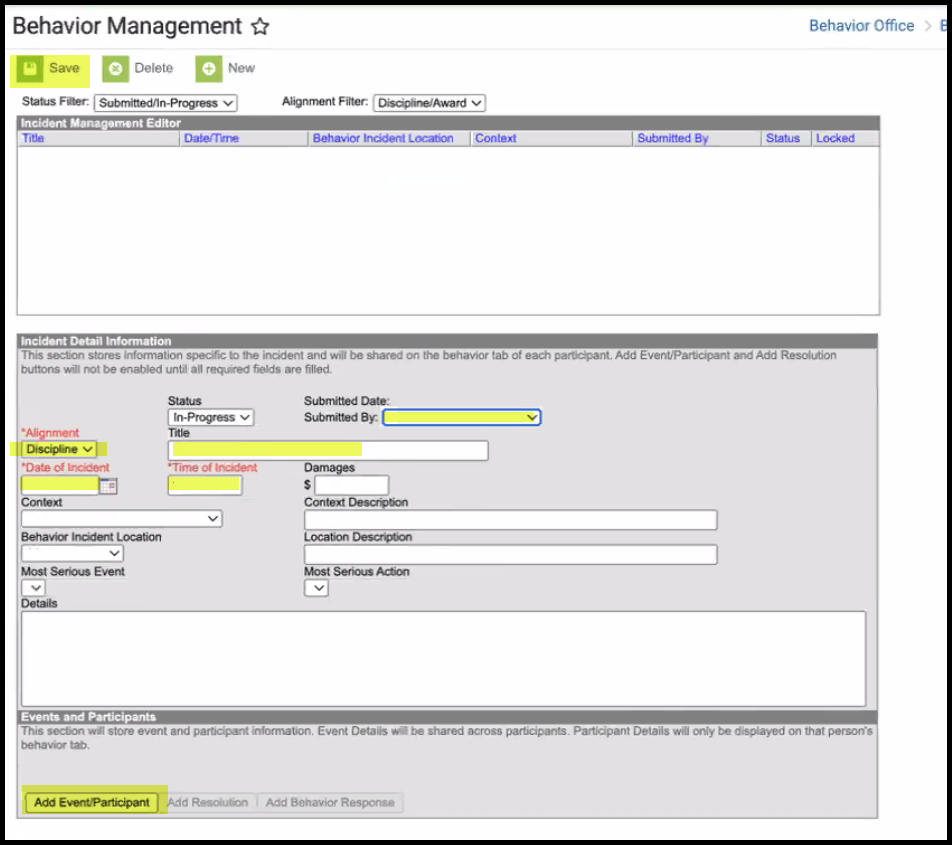 Behavior Management
Behavior Office > B
Save Delete New
Status Filter: Submitted/In-Progress Alignment Filter: Discipline/Award
Incident Management Editor
Title Date/Time Behavior Incident Location Context Submitted By Status Locked
Incident Detail Information
This section stores information specific to the incident and will be shared on the behavior tab of each participant. Add Event/Participant and Add Resolution
buttons will not be enabled until all required fields are filled.
Status Submitted Date:
In-Progress Submitted By:
*Alignment Title
Discipline
*Date of Incident *Time of Incident Damages
$
Context Context Description
Behavior Incident Location Location Description
Most Serious Event Most Serious Action
Details
Events and Participants
This section will store event and participant information. Event Details will be shared across participants. Participant Details will only be displayed on that person's
behavior tab.
Add Event/Participant Add Resolution Add Behavior Response